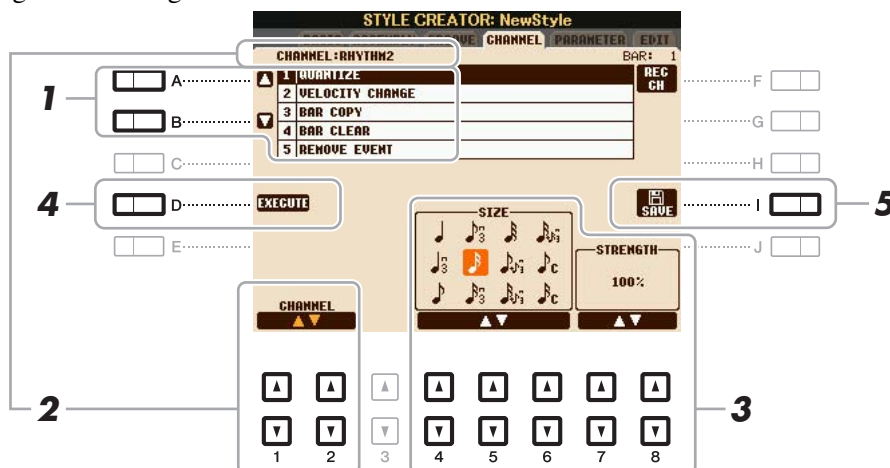 STYLE CREATOR: NewStyle
CHANNEL PARAMETER EDIT
CHANNEL:RHYTHM2 BAR: 1
1 QUANTIZE
2 VELOCITY CHANGE
3 BAR COPY
4 BAR CLEAR
5 REMOVE EVENT
REC CH
A
B
C
D
E
F
G
H
I
J
1
4
5
EXECUTE
SAVE
SIZE
STRENGTH
100%
CHANNEL
2
3
1 2 3 4 5 6 7 8